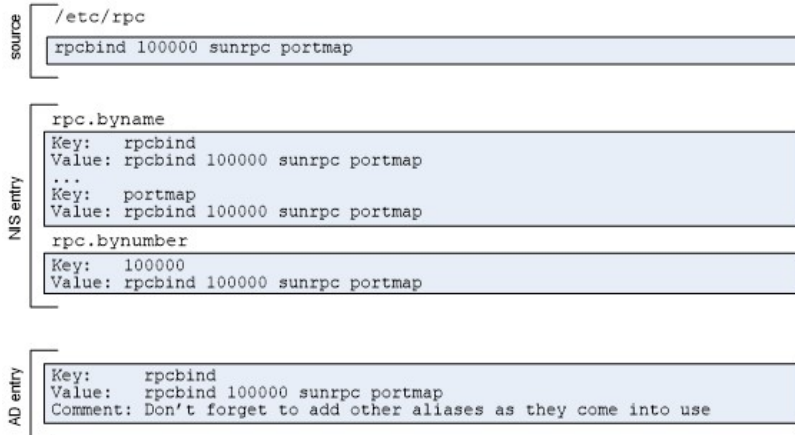 source
/etc/rpc
rpcbind 100000 sunrpc portmap
NIS entry
rpc.byname
Key: rpcbind
Value: rpcbind 100000 sunrpc portmap
...
Key: portmap
Value: rpcbind 100000 sunrpc portmap
rpc.bynumber
Key: 100000
Value: rpcbind 100000 sunrpc portmap
AD entry
Key: rpcbind
Value: rpcbind 100000 sunrpc portmap
Comment: Don't forget to add other aliases as they come into use